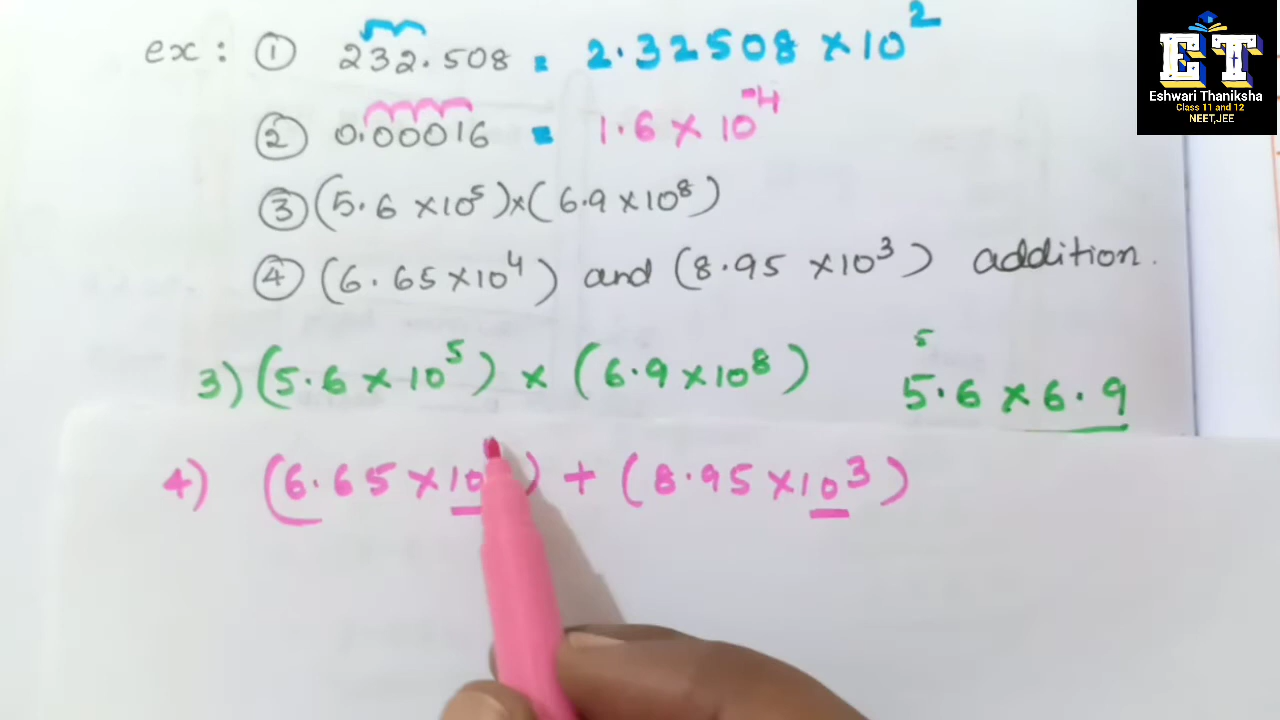 ex : ① 232.508 = 2.32508 × 10²
② 0.00016 = 1.6 × 10⁻⁴
③ (5.6 × 10⁵) × (6.9 × 10⁸)
④ (6.65 × 10⁴) and (8.95 × 10³) addition.
3) (5.6 × 10⁵) × (6.9 × 10⁸)
5
5.6 × 6.9
4) (6.65 × 10 ) + (8.95 × 10³)
ET
Eshwari Thaniksha
Class 11 and 12
NEET,JEE